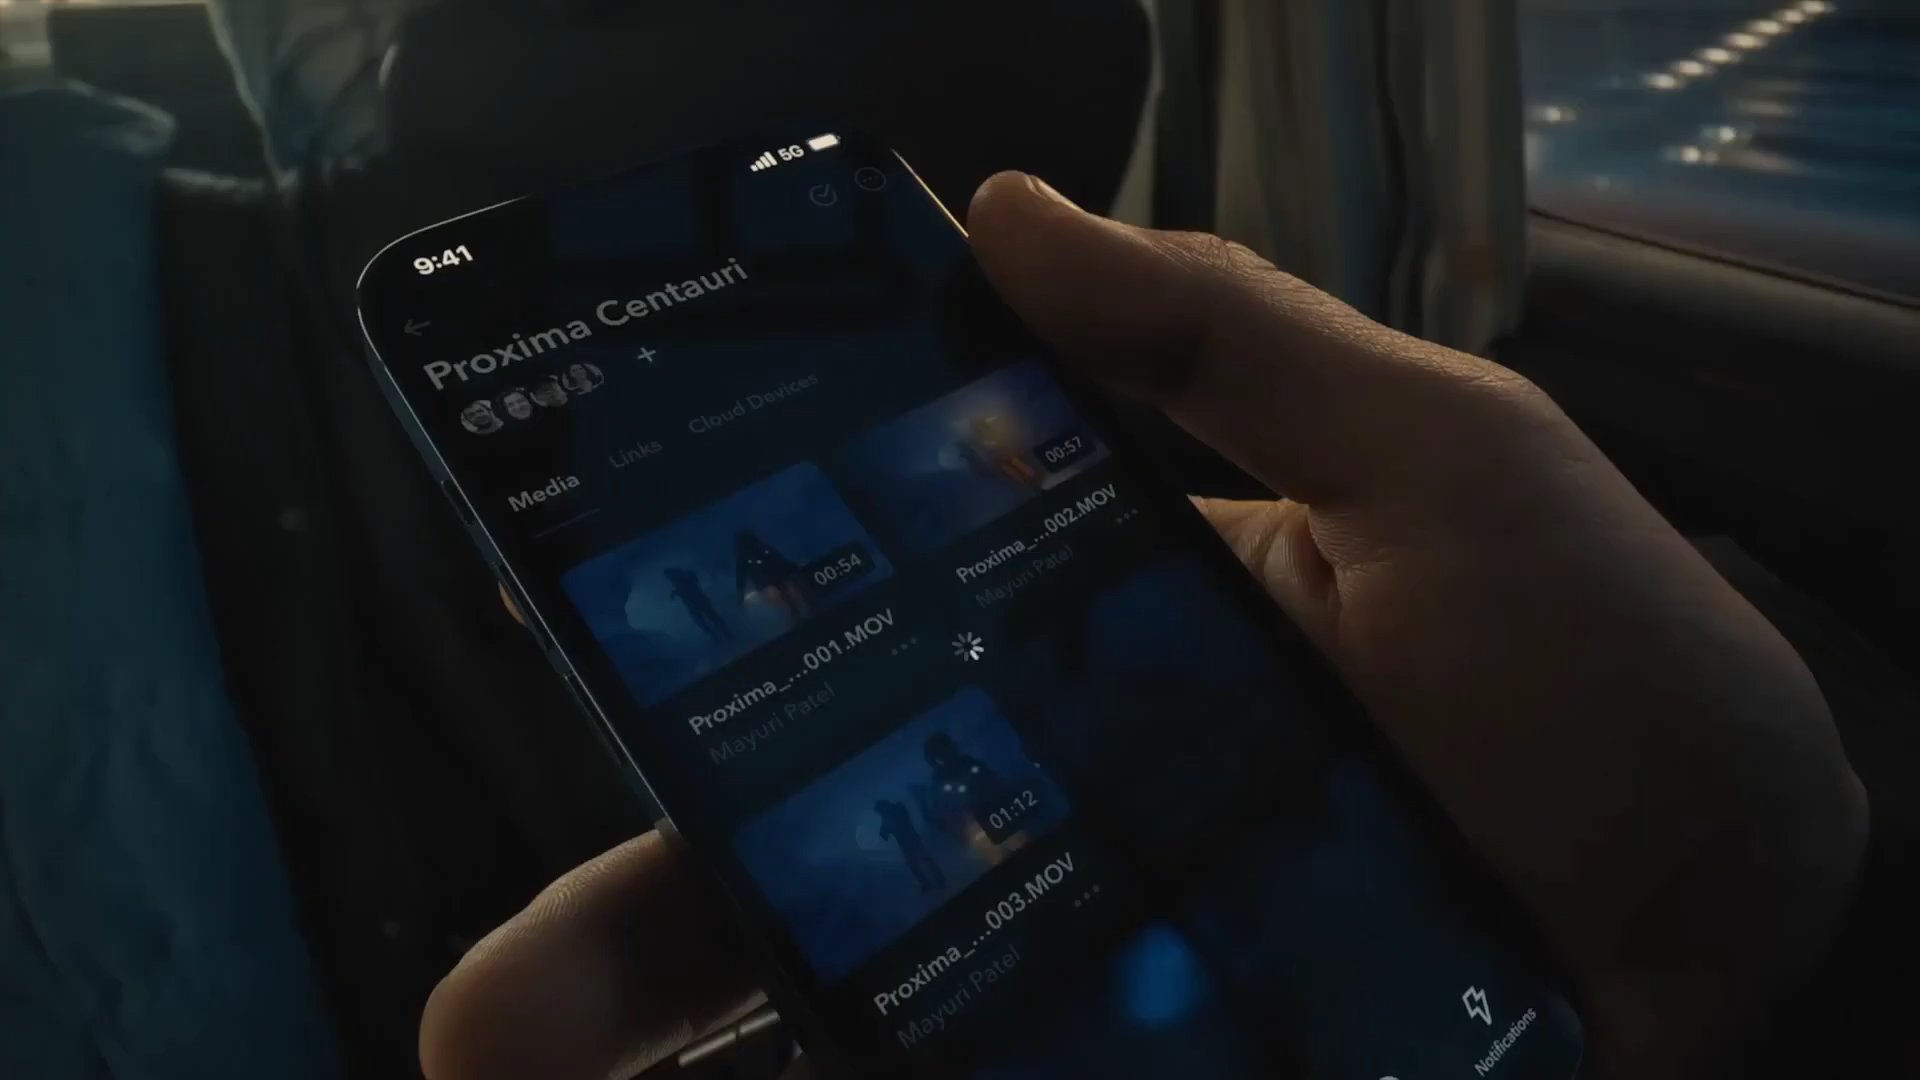 9:41
5G
Proxima Centauri
+
Media
Links
Cloud Devices
00:54
Proxima_...001.MOV
Mayuri Patel
00:57
Proxima_...002.MOV
Mayuri Patel
01:12
Proxima_...003.MOV
Mayuri Patel
Notifications